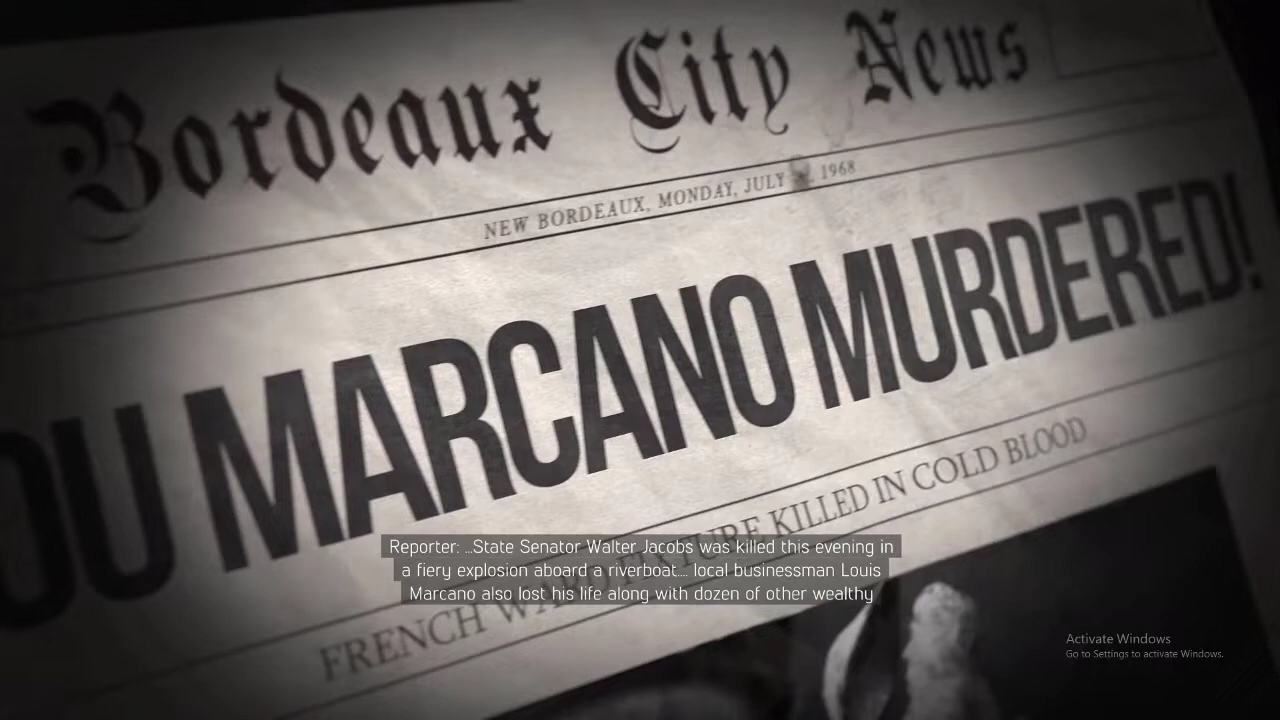 Bordeaux City News
NEW BORDEAUX, MONDAY, JULY , 1968
OU MARCANO MURDERED!
FRENCH WARD FIXTURE KILLED IN COLD BLOOD
Reporter: ...State Senator Walter Jacobs was killed this evening in
a fiery explosion aboard a riverboat.... local businessman Louis
Marcano also lost his life along with dozen of other wealthy
Activate Windows
Go to Settings to activate Windows.